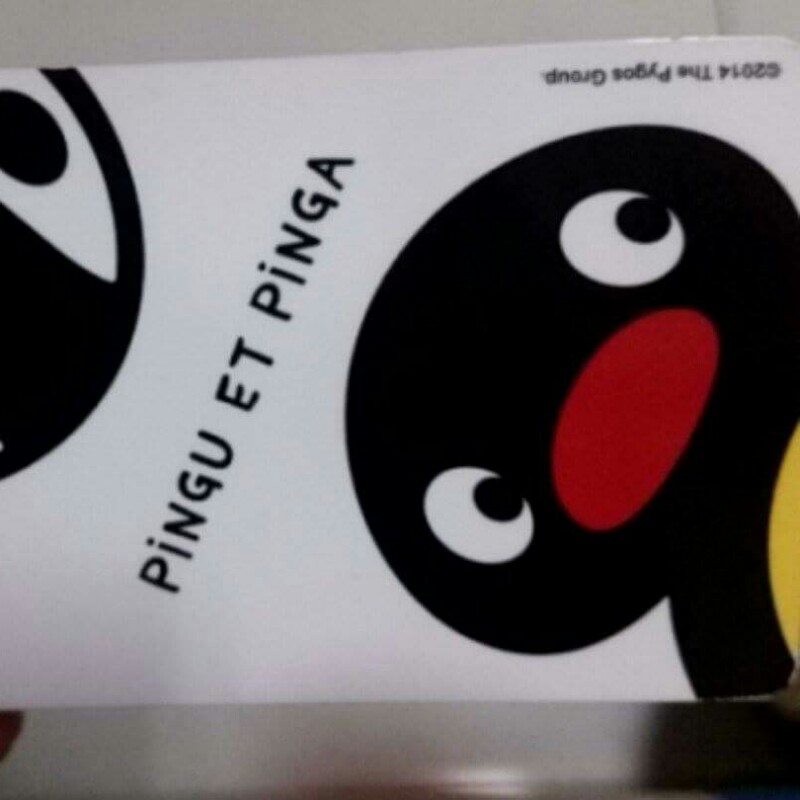 PiNGU ET PiNGA
©2014 The Pygos Group.